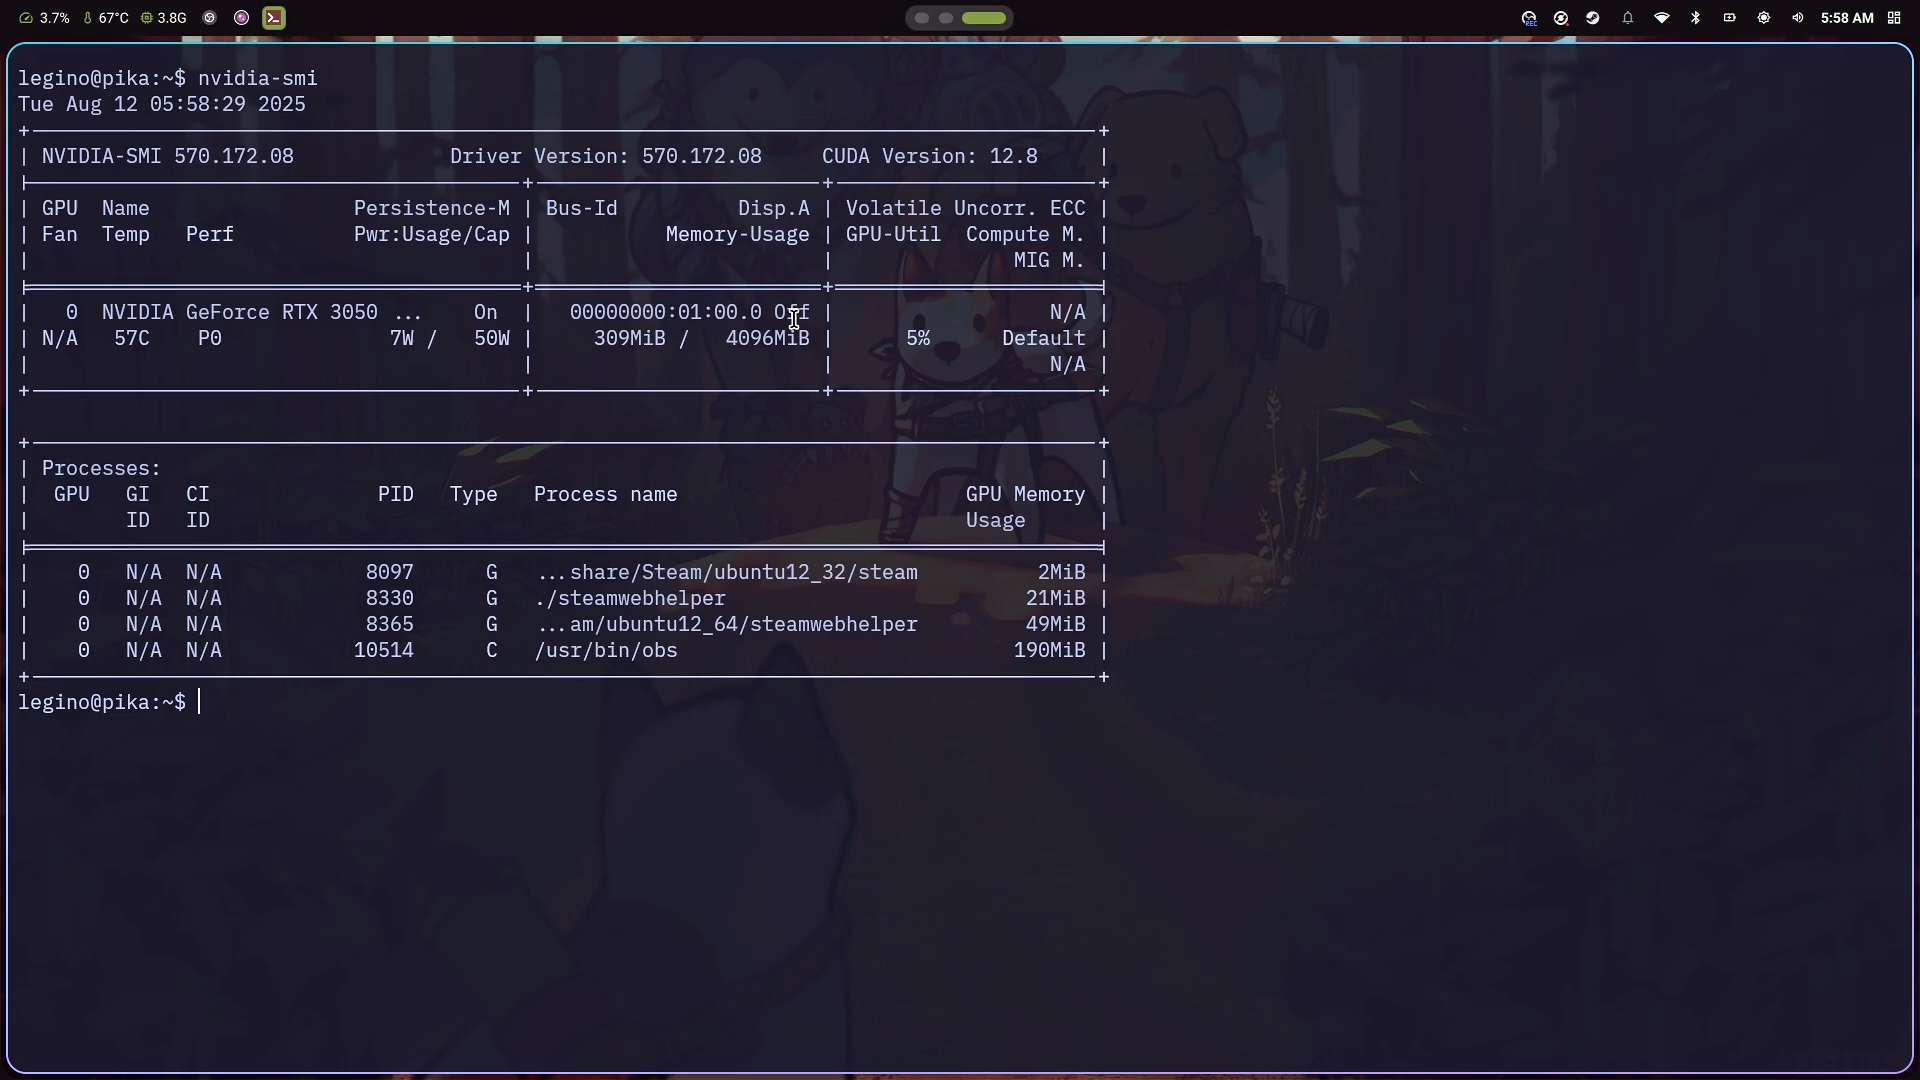 3.7% 67°C 3.8G 5:58 AM
legino@pika:~$ nvidia-smi
Tue Aug 12 05:58:29 2025
NVIDIA-SMI 570.172.08 Driver Version: 570.172.08 CUDA Version: 12.8
GPU Name Persistence-M | Bus-Id Disp.A | Volatile Uncorr. ECC
Fan Temp Perf Pwr:Usage/Cap | Memory-Usage | GPU-Util Compute M.
MIG M.
0 NVIDIA GeForce RTX 3050 ... On | 00000000:01:00.0 Off | N/A
N/A 57C P0 7W / 50W | 309MiB / 4096MiB | 5% Default
N/A
Processes:
GPU GI CI PID Type Process name GPU Memory
ID ID Usage
0 N/A N/A 8097 G ...share/Steam/ubuntu12_32/steam 2MiB
0 N/A N/A 8330 G ./steamwebhelper 21MiB
0 N/A N/A 8365 G ...am/ubuntu12_64/steamwebhelper 49MiB
0 N/A N/A 10514 C /usr/bin/obs 190MiB
legino@pika:~$